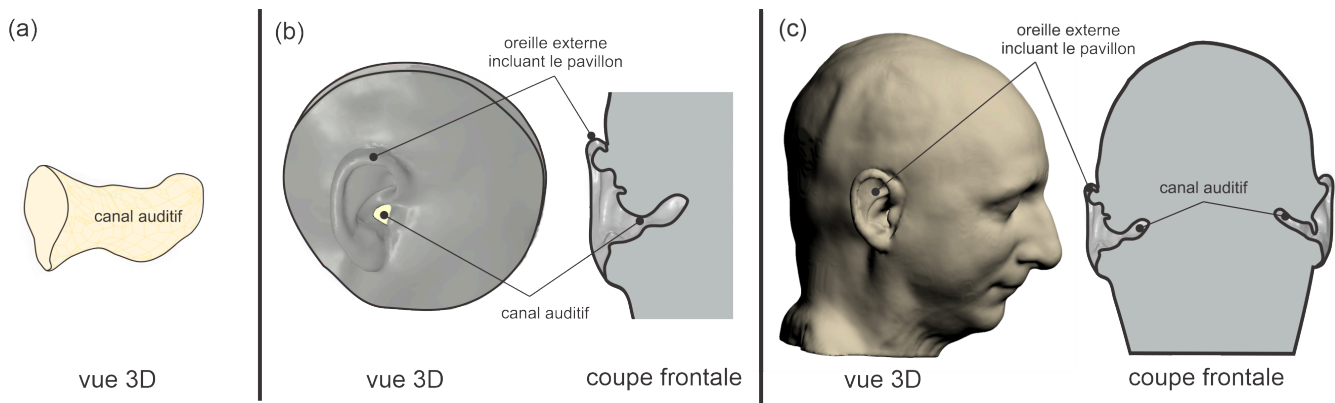 (a)
canal auditif
vue 3D
(b)
oreille externe
incluant le pavillon
canal auditif
vue 3D
coupe frontale
(c)
oreille externe
incluant le pavillon
canal auditif
vue 3D
coupe frontale